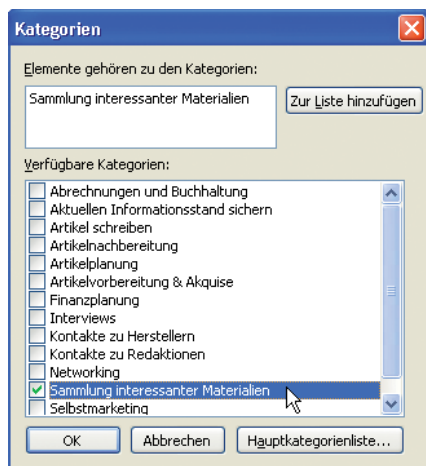 Kategorien
Elemente gehören zu den Kategorien:
Sammlung interessanter Materialien
Zur Liste hinzufügen
Verfügbare Kategorien:
Abrechnungen und Buchhaltung
Aktuellen Informationsstand sichern
Artikel schreiben
Artikelnachbereitung
Artikelplanung
Artikelvorbereitung & Akquise
Finanzplanung
Interviews
Kontakte zu Herstellern
Kontakte zu Redaktionen
Networking
Sammlung interessanter Materialien
Selbstmarketing
OK
Abbrechen
Hauptkategorienliste...